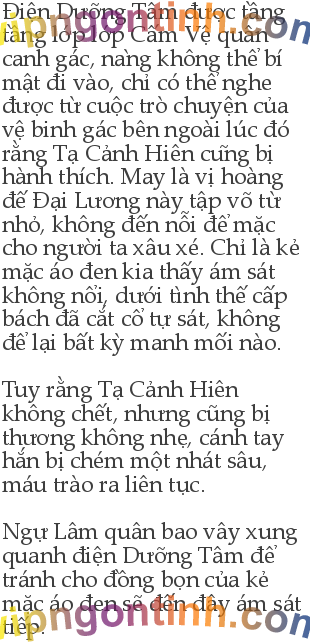 Điện Dưỡng Tâm được tầng
tầng lớp lớp Cấm Vệ quân
canh gác, nàng không thể bí
mật đi vào, chỉ có thể nghe
được từ cuộc trò chuyện của
vệ binh gác bên ngoài lúc đó
rằng Tạ Cảnh Hiên cũng bị
hành thích. May là vị hoàng
đế Đại Lương này tập võ từ
nhỏ, không đến nỗi để mặc
cho người ta xâu xé. Chỉ là kẻ
mặc áo đen kia thấy ám sát
không nổi, dưới tình thế cấp
bách đã cắt cổ tự sát, không
để lại bất kỳ manh mối nào.
Tuy rằng Tạ Cảnh Hiên
không chết, nhưng cũng bị
thương không nhẹ, cánh tay
hắn bị chém một nhát sâu,
máu trào ra liên tục.
Ngự Lâm quân bao vây xung
quanh điện Dưỡng Tâm để
tránh cho đồng bọn của kẻ
mặc áo đen sẽ đến đây ám sát
tiếp.